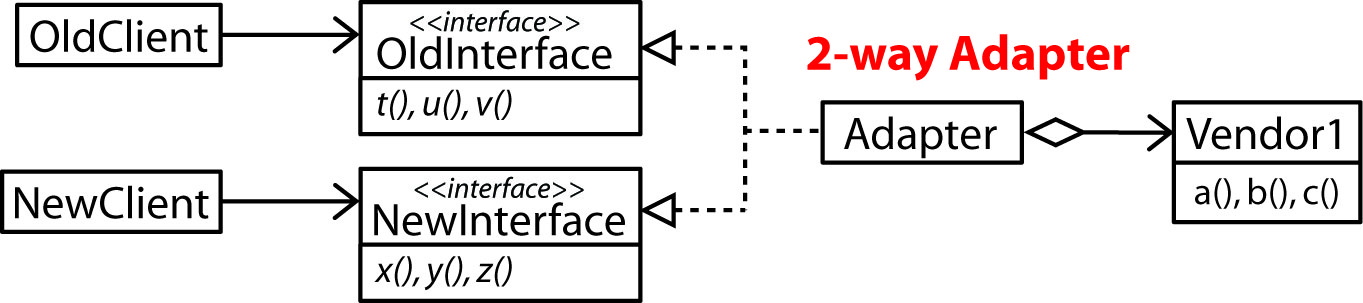 OldClient
<<interface>>
OldInterface
t(), u(), v()
2-way Adapter
Adapter
Vendor1
a(), b(), c()
NewClient
<<interface>>
NewInterface
x(), y(), z()